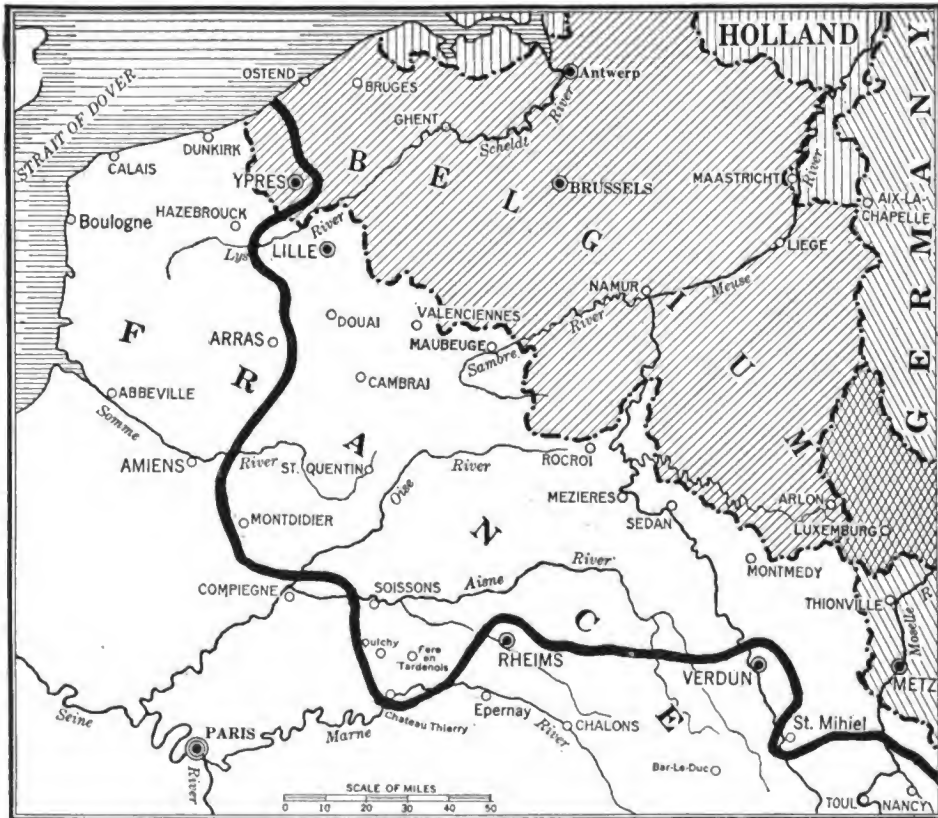 HOLLAND
GERMANY
STRAIT OF DOVER
OSTEND
BRUGES
Antwerp
GHENT
Scheldt River
DUNKIRK
CALAIS
YPRES
BELGIUM
BRUSSELS
MAASTRICHT
River
AIX-LA-
CHAPELLE
Boulogne
HAZEBROUCK
Lys River
LILLE
LIEGE
NAMUR
Meuse
River
DOUAI
VALENCIENNES
MAUBEUGE
Sambre
FRANCE
ARRAS
CAMBRAI
ABBEVILLE
Somme
AMIENS
River
ST. QUENTIN
Oise
River
ROCROI
MEZIERES
SEDAN
ARLON
LUXEMBURG
MONTDIDIER
MONTMEDY
COMPIEGNE
SOISSONS
Aisne
River
THIONVILLE
Moselle R.
Oulchy
Fere
en
Tardenois
RHEIMS
VERDUN
METZ
Seine
PARIS
River
Marne
Chateau Thierry
Epernay
River
CHALONS
St. Mihiel
Bar-Le-Duc
TOUL
NANCY
SCALE OF MILES
0 10 20 30 40 50